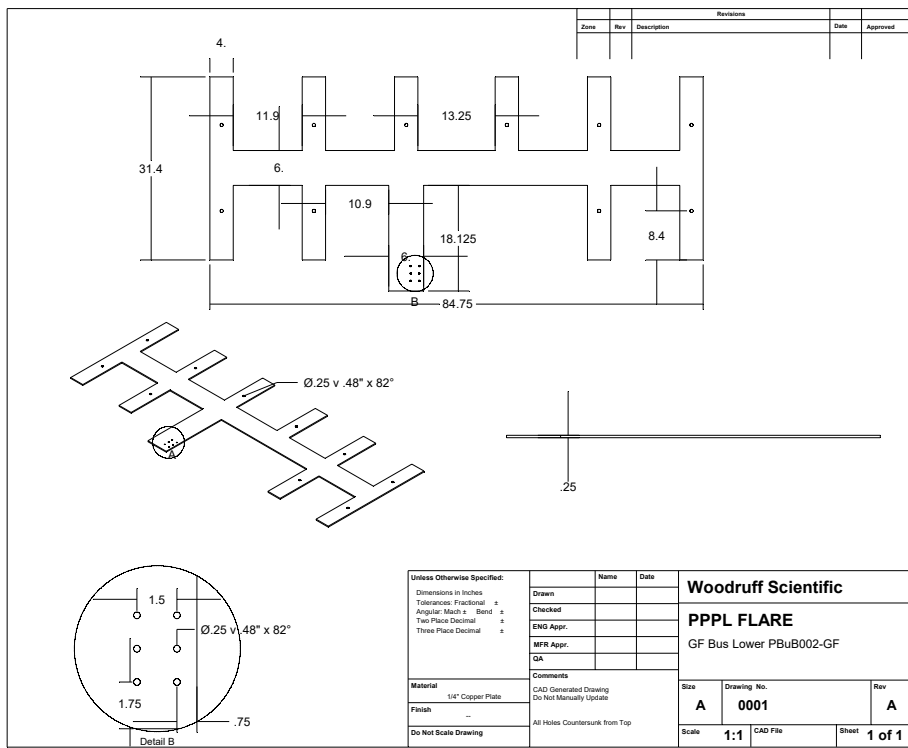 Revisions
Zone Rev Description Date Approved
4.
11.9
13.25
31.4
6.
10.9
18.125
8.4
6.
B
84.75
Ø.25 v .48" x 82°
A
.25
1.5
Ø.25 v .48" x 82°
1.75
.75
Detail B
Unless Otherwise Specified:
Dimensions in Inches
Tolerances: Fractional ±
Angular: Mach ± Bend ±
Two Place Decimal ±
Three Place Decimal ±
Material
1/4" Copper Plate
Finish
--
Do Not Scale Drawing
Name Date
Drawn
Checked
ENG Appr.
MFR Appr.
QA
Comments
CAD Generated Drawing
Do Not Manually Update
All Holes Countersunk from Top
Woodruff Scientific
PPPL FLARE
GF Bus Lower PBuB002-GF
Size Drawing No. Rev
A 0001 A
Scale 1:1 CAD File Sheet 1 of 1